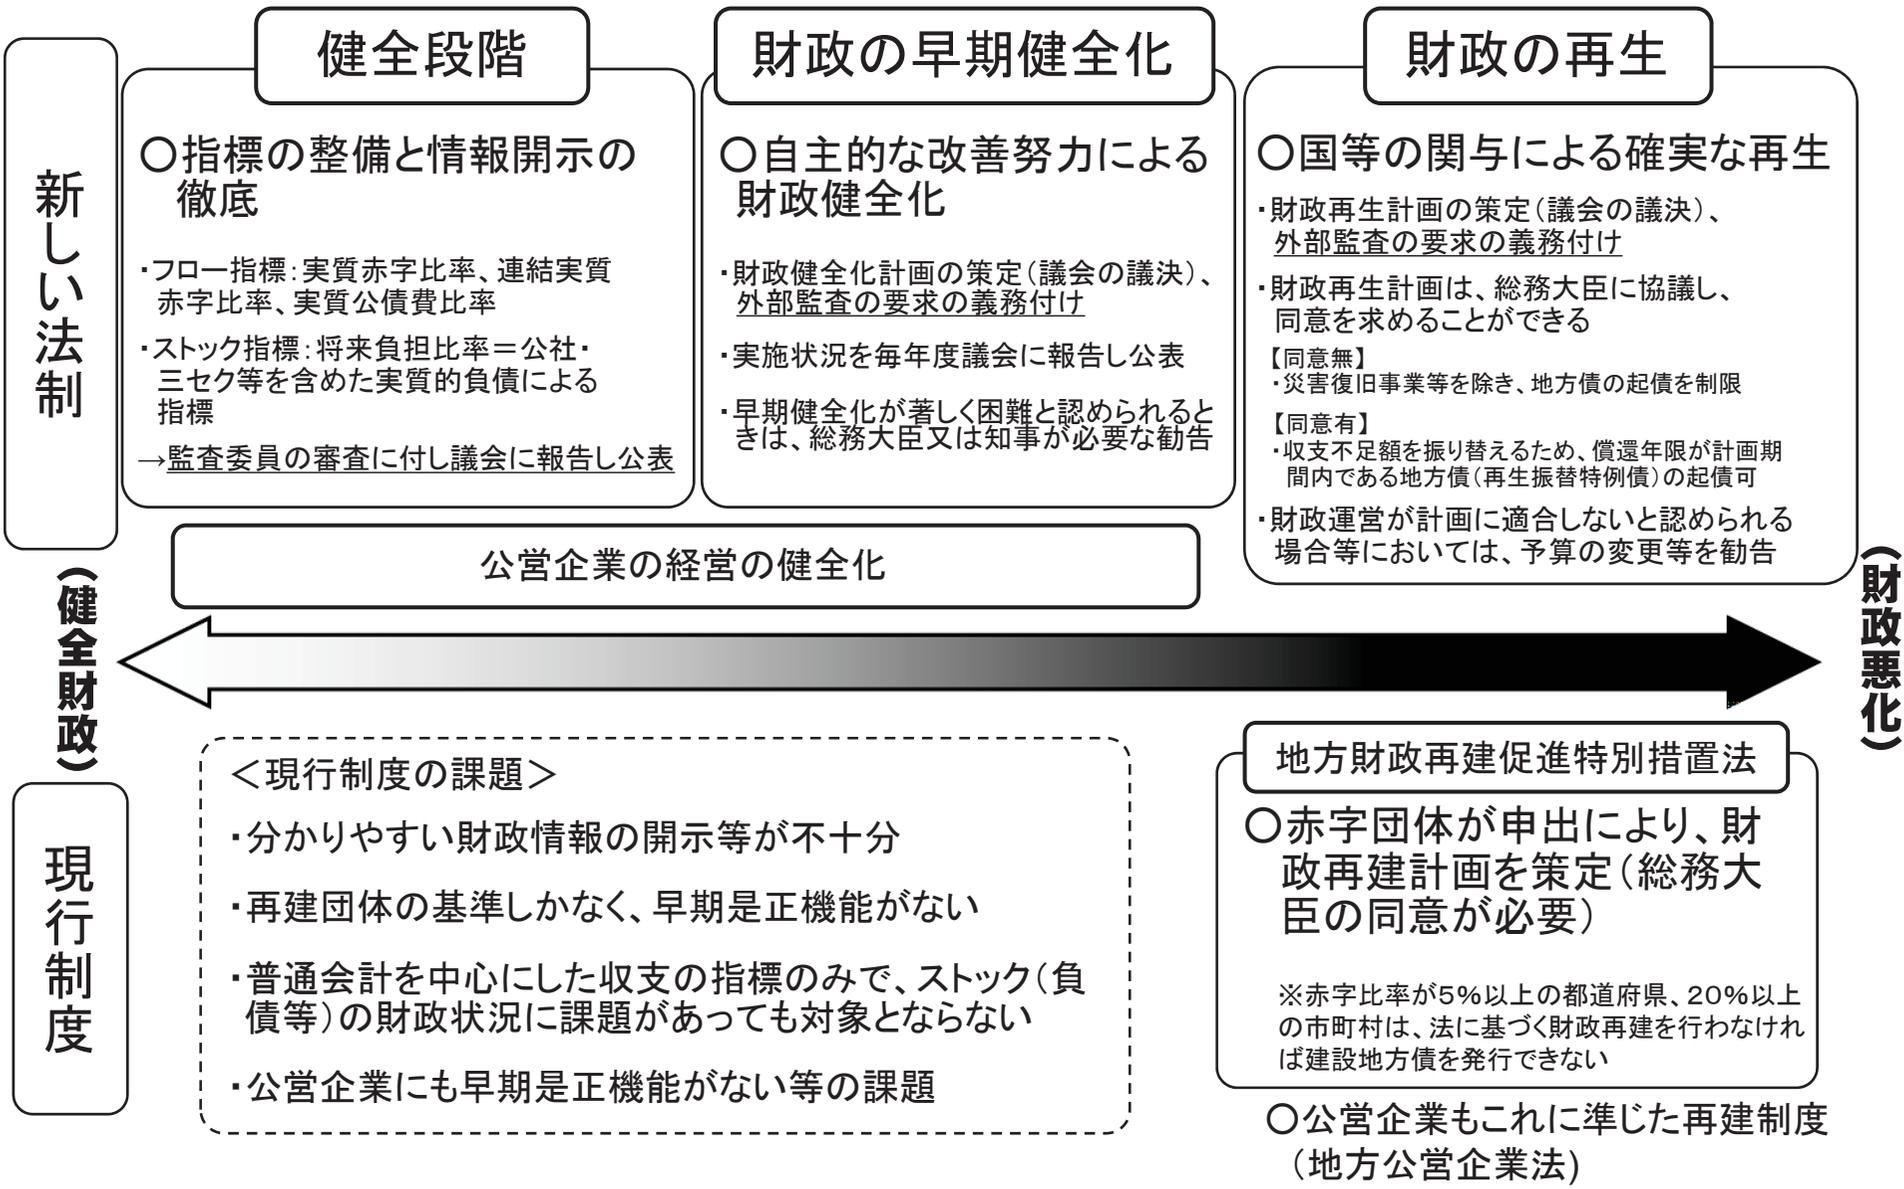 新しい法制
健全段階
〇指標の整備と情報開示の
徹底
・フロー指標：実質赤字比率、連結実質
赤字比率、実質公債費比率
・ストック指標：将来負担比率＝公社・
三セク等を含めた実質的負債による
指標
→監査委員の審査に付し議会に報告し公表
財政の早期健全化
〇自主的な改善努力による
財政健全化
・財政健全化計画の策定（議会の議決）、
外部監査の要求の義務付け
・実施状況を毎年度議会に報告し公表
・早期健全化が著しく困難と認められると
きは、総務大臣又は知事が必要な勧告
財政の再生
〇国等の関与による確実な再生
・財政再生計画の策定（議会の議決）、
外部監査の要求の義務付け
・財政再生計画は、総務大臣に協議し、
同意を求めることができる
【同意無】
・災害復旧事業等を除き、地方債の起債を制限
【同意有】
・収支不足額を振り替えるため、償還年限が計画期
間内である地方債（再生振替特例債）の起債可
・財政運営が計画に適合しないと認められる
場合等においては、予算の変更等を勧告
公営企業の経営の健全化
（健全財政）
（財政悪化）
現行制度
＜現行制度の課題＞
・分かりやすい財政情報の開示等が不十分
・再建団体の基準しかなく、早期是正機能がない
・普通会計を中心にした収支の指標のみで、ストック（負
債等）の財政状況に課題があっても対象とならない
・公営企業にも早期是正機能がない等の課題
地方財政再建促進特別措置法
〇赤字団体が申出により、財
政再建計画を策定（総務大
臣の同意が必要）
※赤字比率が5%以上の都道府県、20%以上
の市町村は、法に基づく財政再建を行わなけれ
ば建設地方債を発行できない
〇公営企業もこれに準じた再建制度
（地方公営企業法)